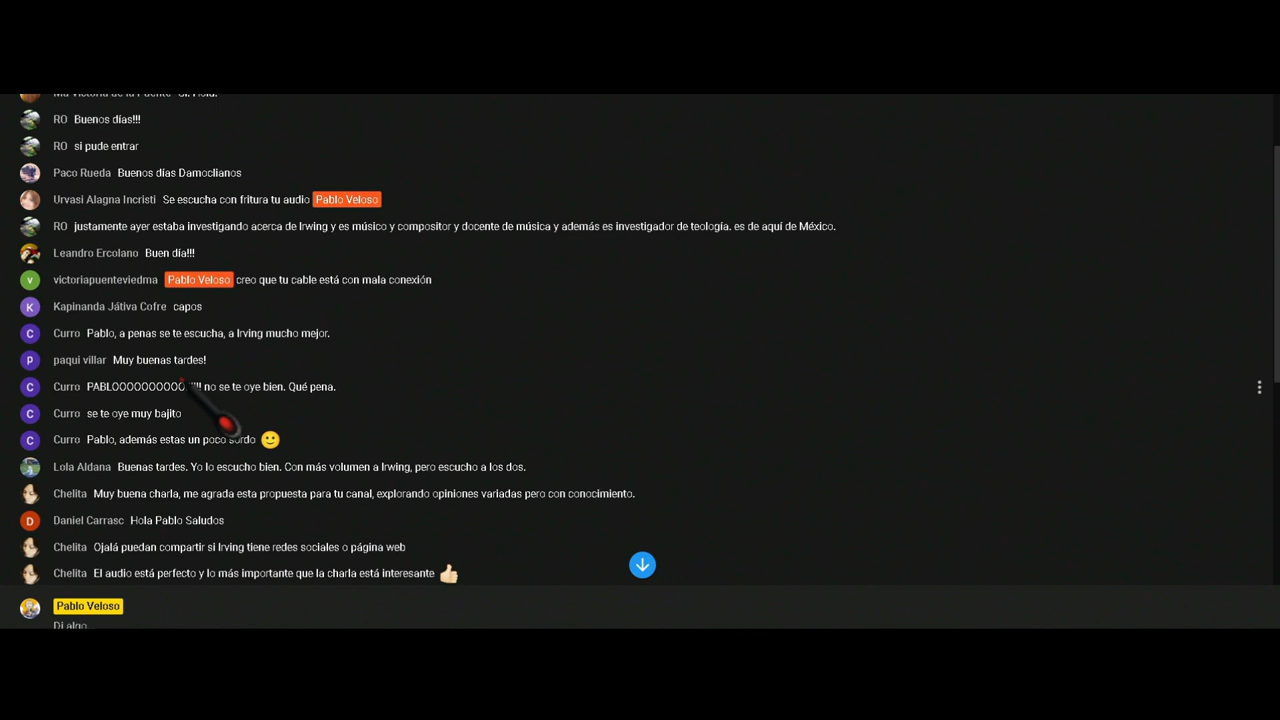 Ma Victoria de la Fuente Si. Hola.
RO Buenos días!!!
RO si pude entrar
Paco Rueda Buenos días Damoclianos
Urvasi Alagna Incristi Se escucha con fritura tu audio Pablo Veloso
RO justamente ayer estaba investigando acerca de Irwing y es músico y compositor y docente de música y además es investigador de teología. es de aquí de México.
Leandro Ercolano Buen día!!!
v victoriapuenteviedma Pablo Veloso creo que tu cable está con mala conexión
K Kapinanda Játiva Cofre capos
C Curro Pablo, a penas se te escucha, a Irving mucho mejor.
P paqui villar Muy buenas tardes!
C Curro no se te oye bien. Qué pena.
C Curro se te oye muy bajito
C Curro Pablo, además estas un poco sordo 🙂
Lola Aldana Buenas tardes. Yo lo escucho bien. Con más volumen a Irwing, pero escucho a los dos.
Chelita Muy buena charla, me agrada esta propuesta para tu canal, explorando opiniones variadas pero con conocimiento.
D Daniel Carrasc Hola Pablo Saludos
Chelita Ojalá puedan compartir si Irving tiene redes sociales o página web
Chelita El audio está perfecto y lo más importante que la charla está interesante 👍🏻
Pablo Veloso
Di algo...